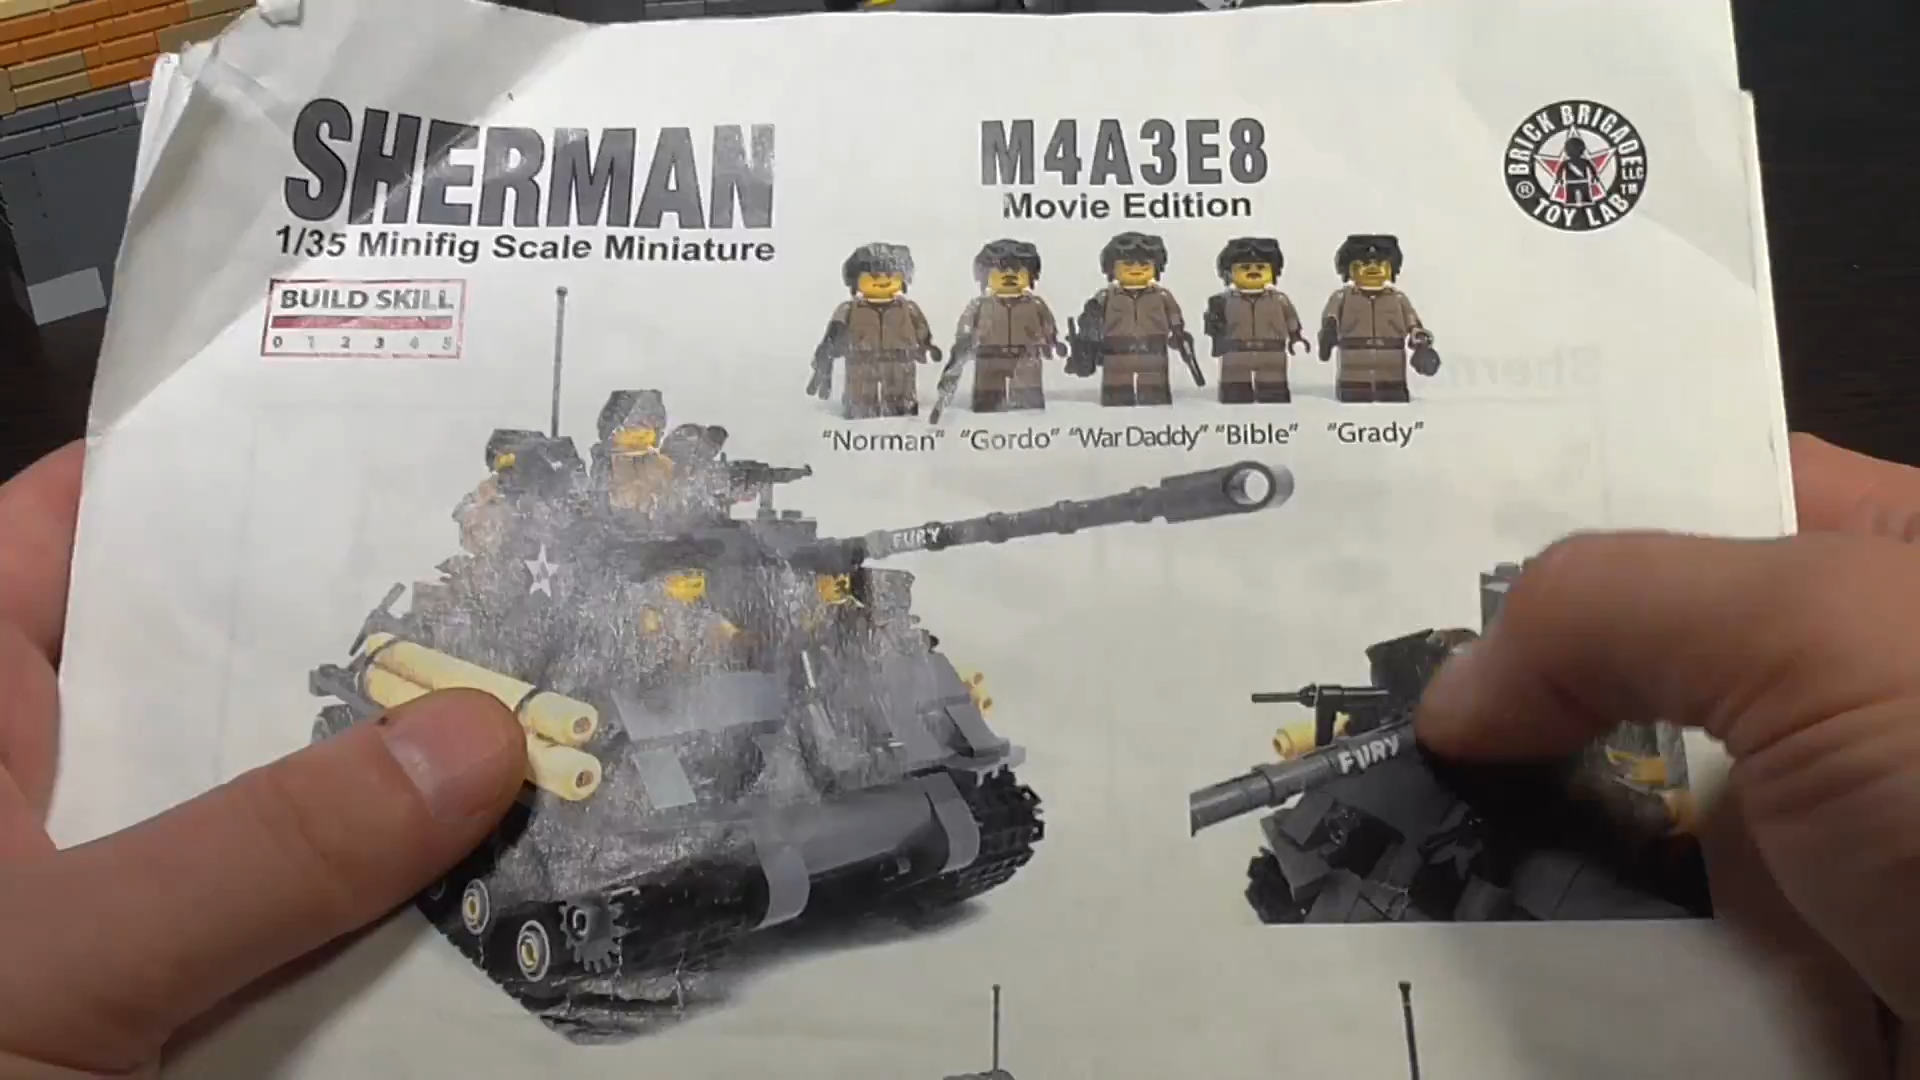 SHERMAN
1/35 Minifig Scale Miniature
BUILD SKILL
0 1 2 3 4 5
M4A3E8
Movie Edition
BRICK BRIGADE LLC
TOY LAB
® TM
"Norman" "Gordo" "War Daddy" "Bible" "Grady"
FURY
FURY